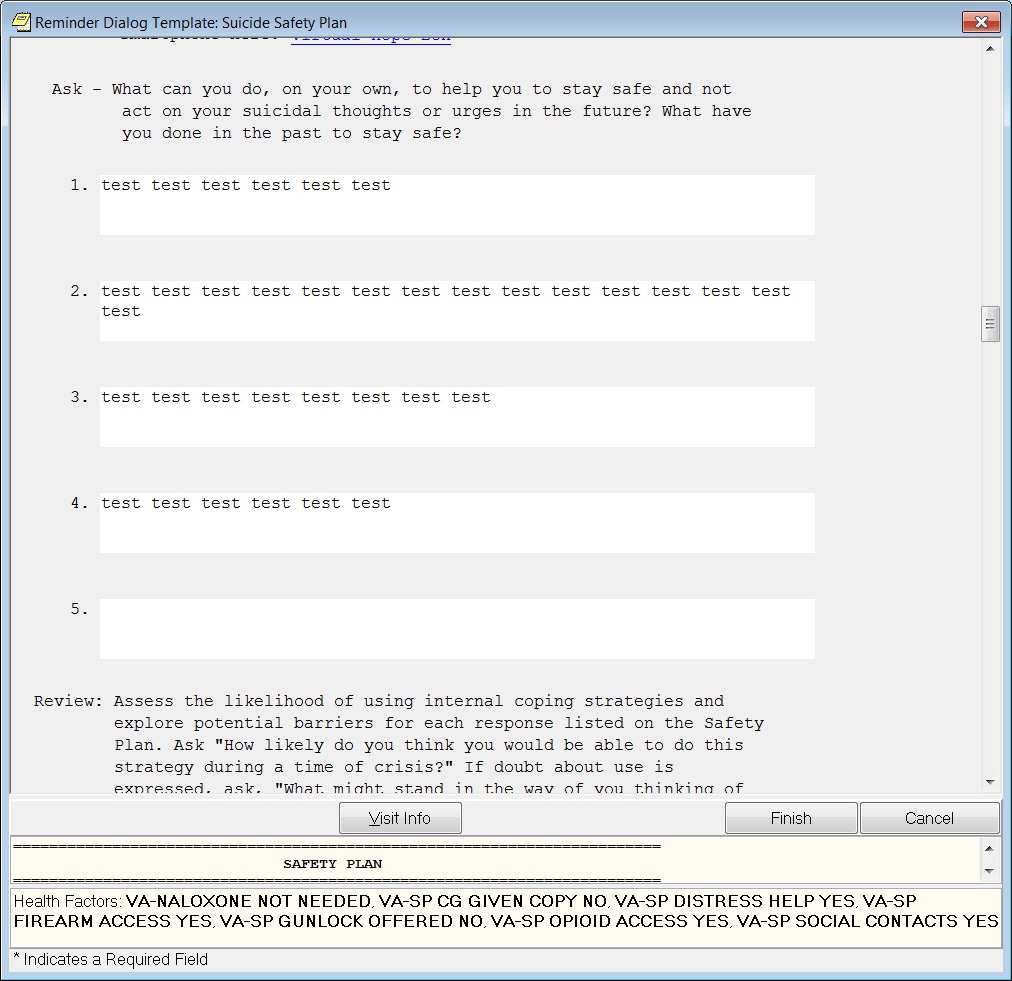 Reminder Dialog Template: Suicide Safety Plan
Ask - What can you do, on your own, to help you to stay safe and not
act on your suicidal thoughts or urges in the future? What have
you done in the past to stay safe?
1. test test test test test test
2. test test test test test test test test test test test test test test
test
3. test test test test test test test test
4. test test test test test test
5.
Review: Assess the likelihood of using internal coping strategies and
explore potential barriers for each response listed on the Safety
Plan. Ask "How likely do you think you would be able to do this
strategy during a time of crisis?" If doubt about use is
expressed, ask, "What might stand in the way of you thinking of
Visit Info
Finish
Cancel
SAFETY PLAN
Health Factors: VA-NALOXONE NOT NEEDED, VA-SP CG GIVEN COPY NO, VA-SP DISTRESS HELP YES, VA-SP
FIREARM ACCESS YES, VA-SP GUNLOCK OFFERED NO, VA-SP OPIOID ACCESS YES, VA-SP SOCIAL CONTACTS YES
* Indicates a Required Field